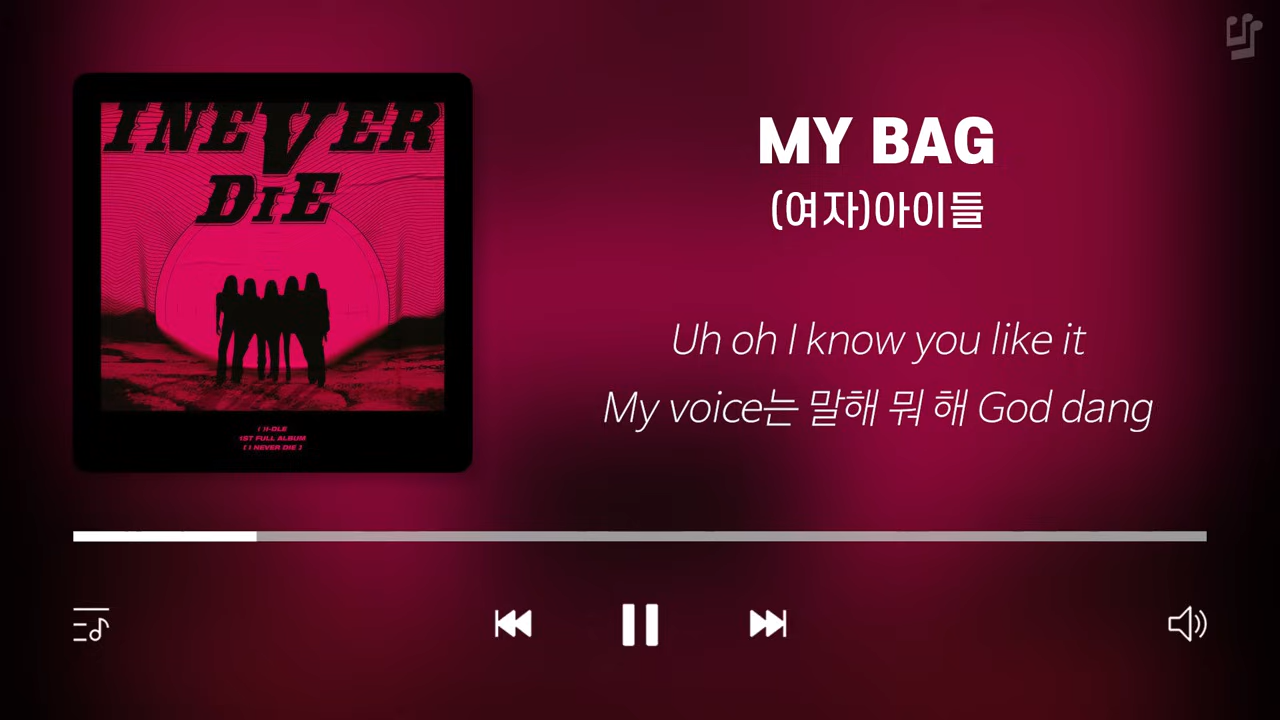 I NEVER
DIE
( )I-DLE
1ST FULL ALBUM
[ I NEVER DIE ]
MY BAG
(여자)아이들
Uh oh I know you like it
My voice는 말해 뭐 해 God dang